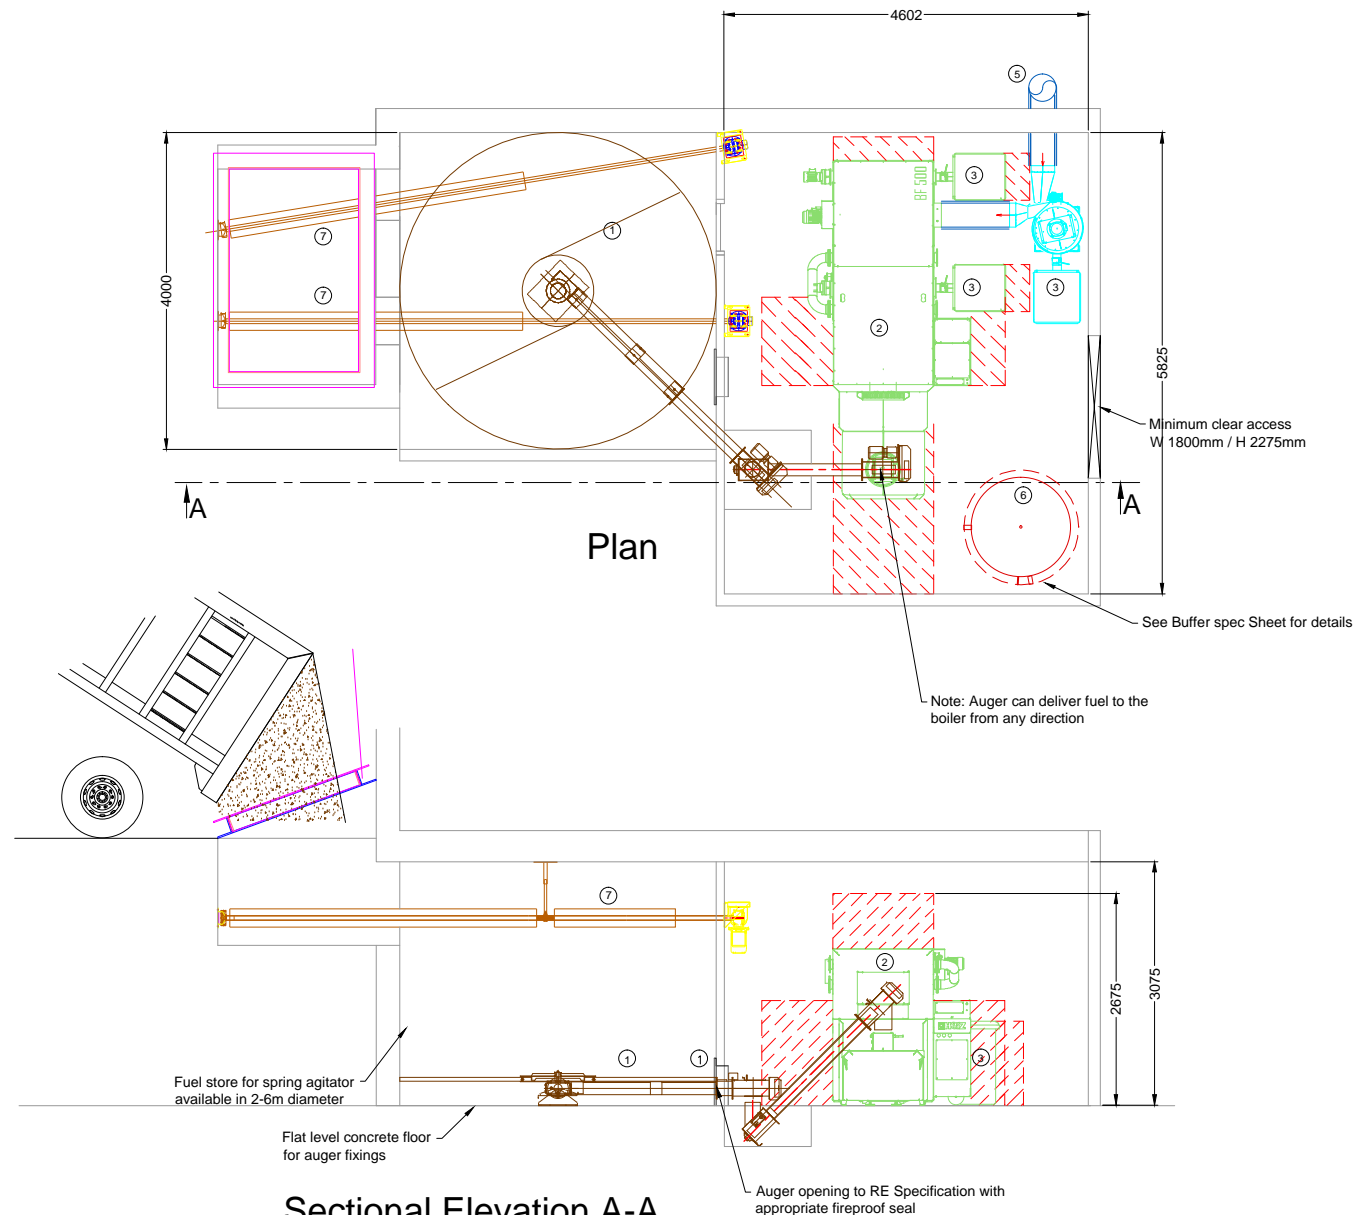 4602
5
3
BF 500
1
7
7
3
3
2
4000
5825
Minimum clear access
W 1800mm / H 2275mm
A
A
6
Plan
See Buffer spec Sheet for details
Note: Auger can deliver fuel to the
boiler from any direction
7
2
2675
3075
1
1
3
Fuel store for spring agitator
available in 2-6m diameter
Flat level concrete floor
for auger fixings
Auger opening to RE Specification with
appropriate fireproof seal
Sectional Elevation A-A